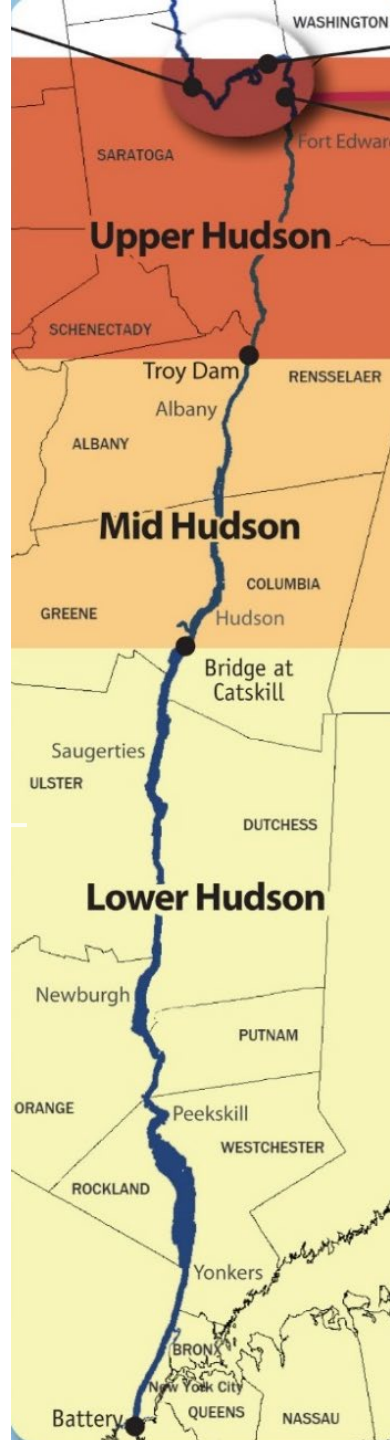 WASHINGTON
SARATOGA
Fort Edwar
Upper Hudson
SCHENECTADY
Troy Dam
RENSSELAER
Albany
ALBANY
Mid Hudson
COLUMBIA
GREENE
Hudson
Bridge at
Catskill
Saugerties
ULSTER
DUTCHESS
Lower Hudson
Newburgh
PUTNAM
ORANGE
Peekskill
WESTCHESTER
ROCKLAND
Yonkers
BRONX
New York City
Battery
QUEENS
NASSAU